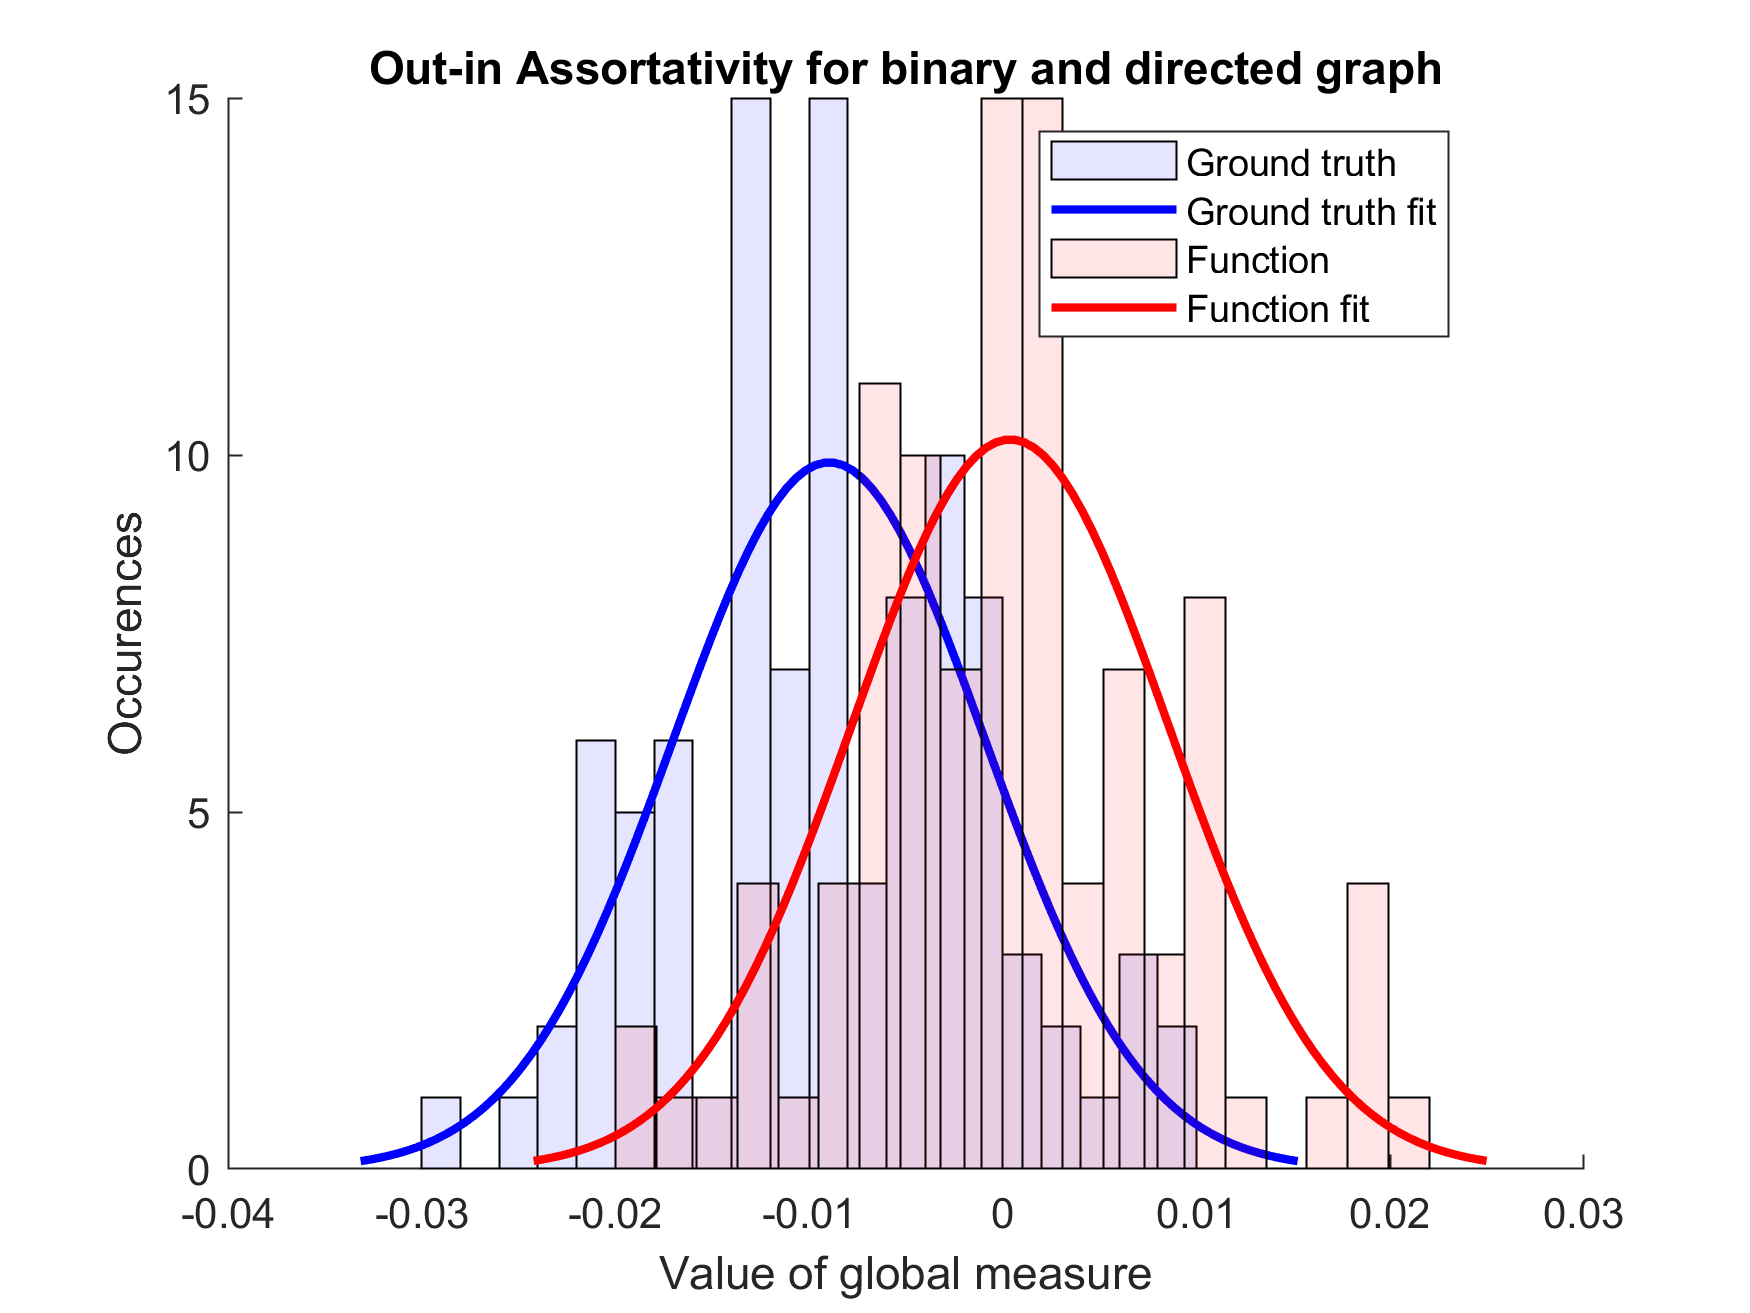 Out-in Assortativity for binary and directed graph
15
10
5
0
Occurences
Ground truth
Ground truth fit
Function
Function fit
-0.04 -0.03 -0.02 -0.01 0 0.01 0.02 0.03
Value of global measure